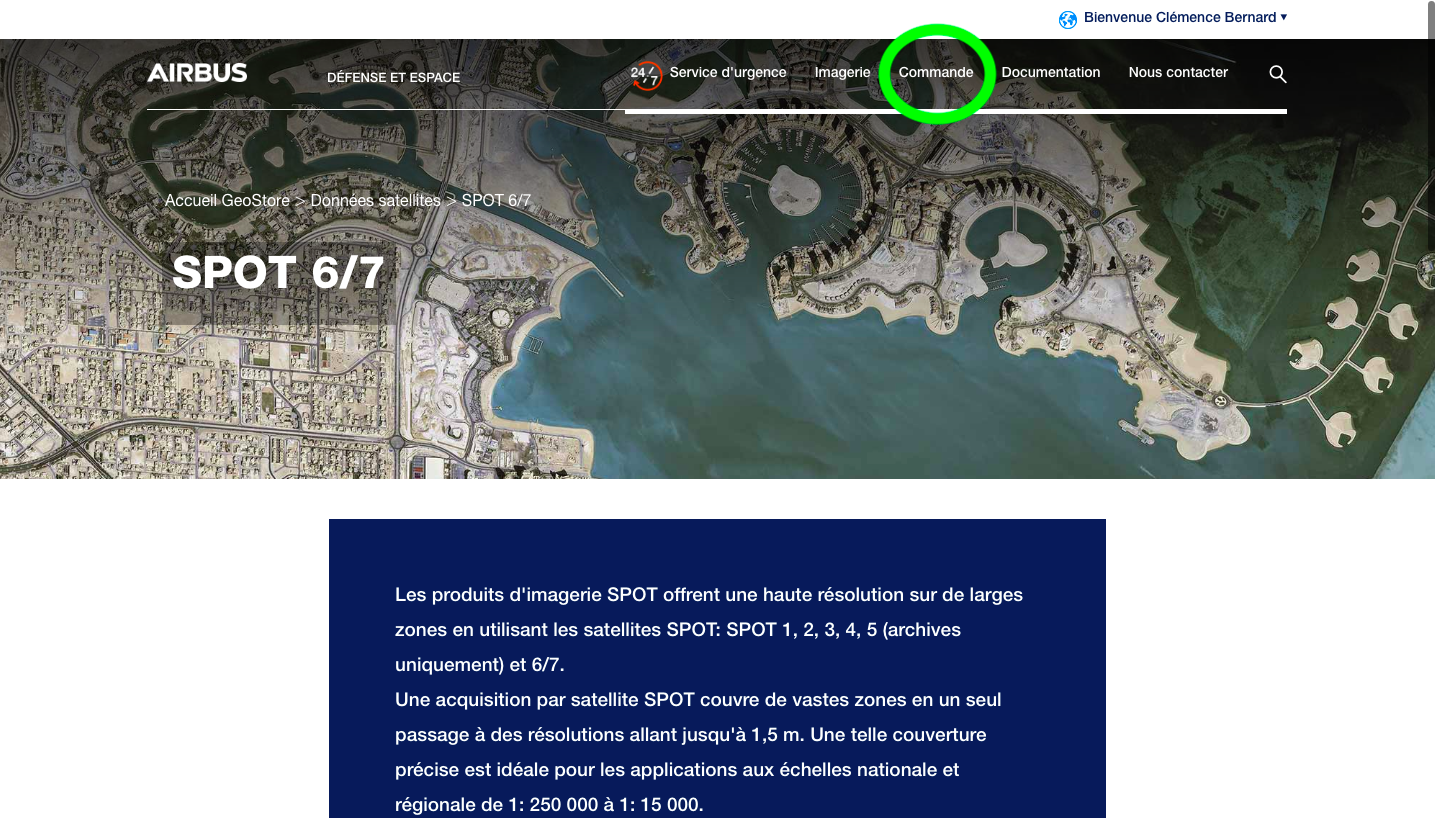 Bienvenue Clémence Bernard ▾
AIRBUS
DÉFENSE ET ESPACE
24/7 Service d'urgence Imagerie Commande Documentation Nous contacter
Accueil GeoStore > Données satellites > SPOT 6/7
SPOT 6/7
Les produits d'imagerie SPOT offrent une haute résolution sur de larges
zones en utilisant les satellites SPOT: SPOT 1, 2, 3, 4, 5 (archives
uniquement) et 6/7.
Une acquisition par satellite SPOT couvre de vastes zones en un seul
passage à des résolutions allant jusqu'à 1,5 m. Une telle couverture
précise est idéale pour les applications aux échelles nationale et
régionale de 1: 250 000 à 1: 15 000.